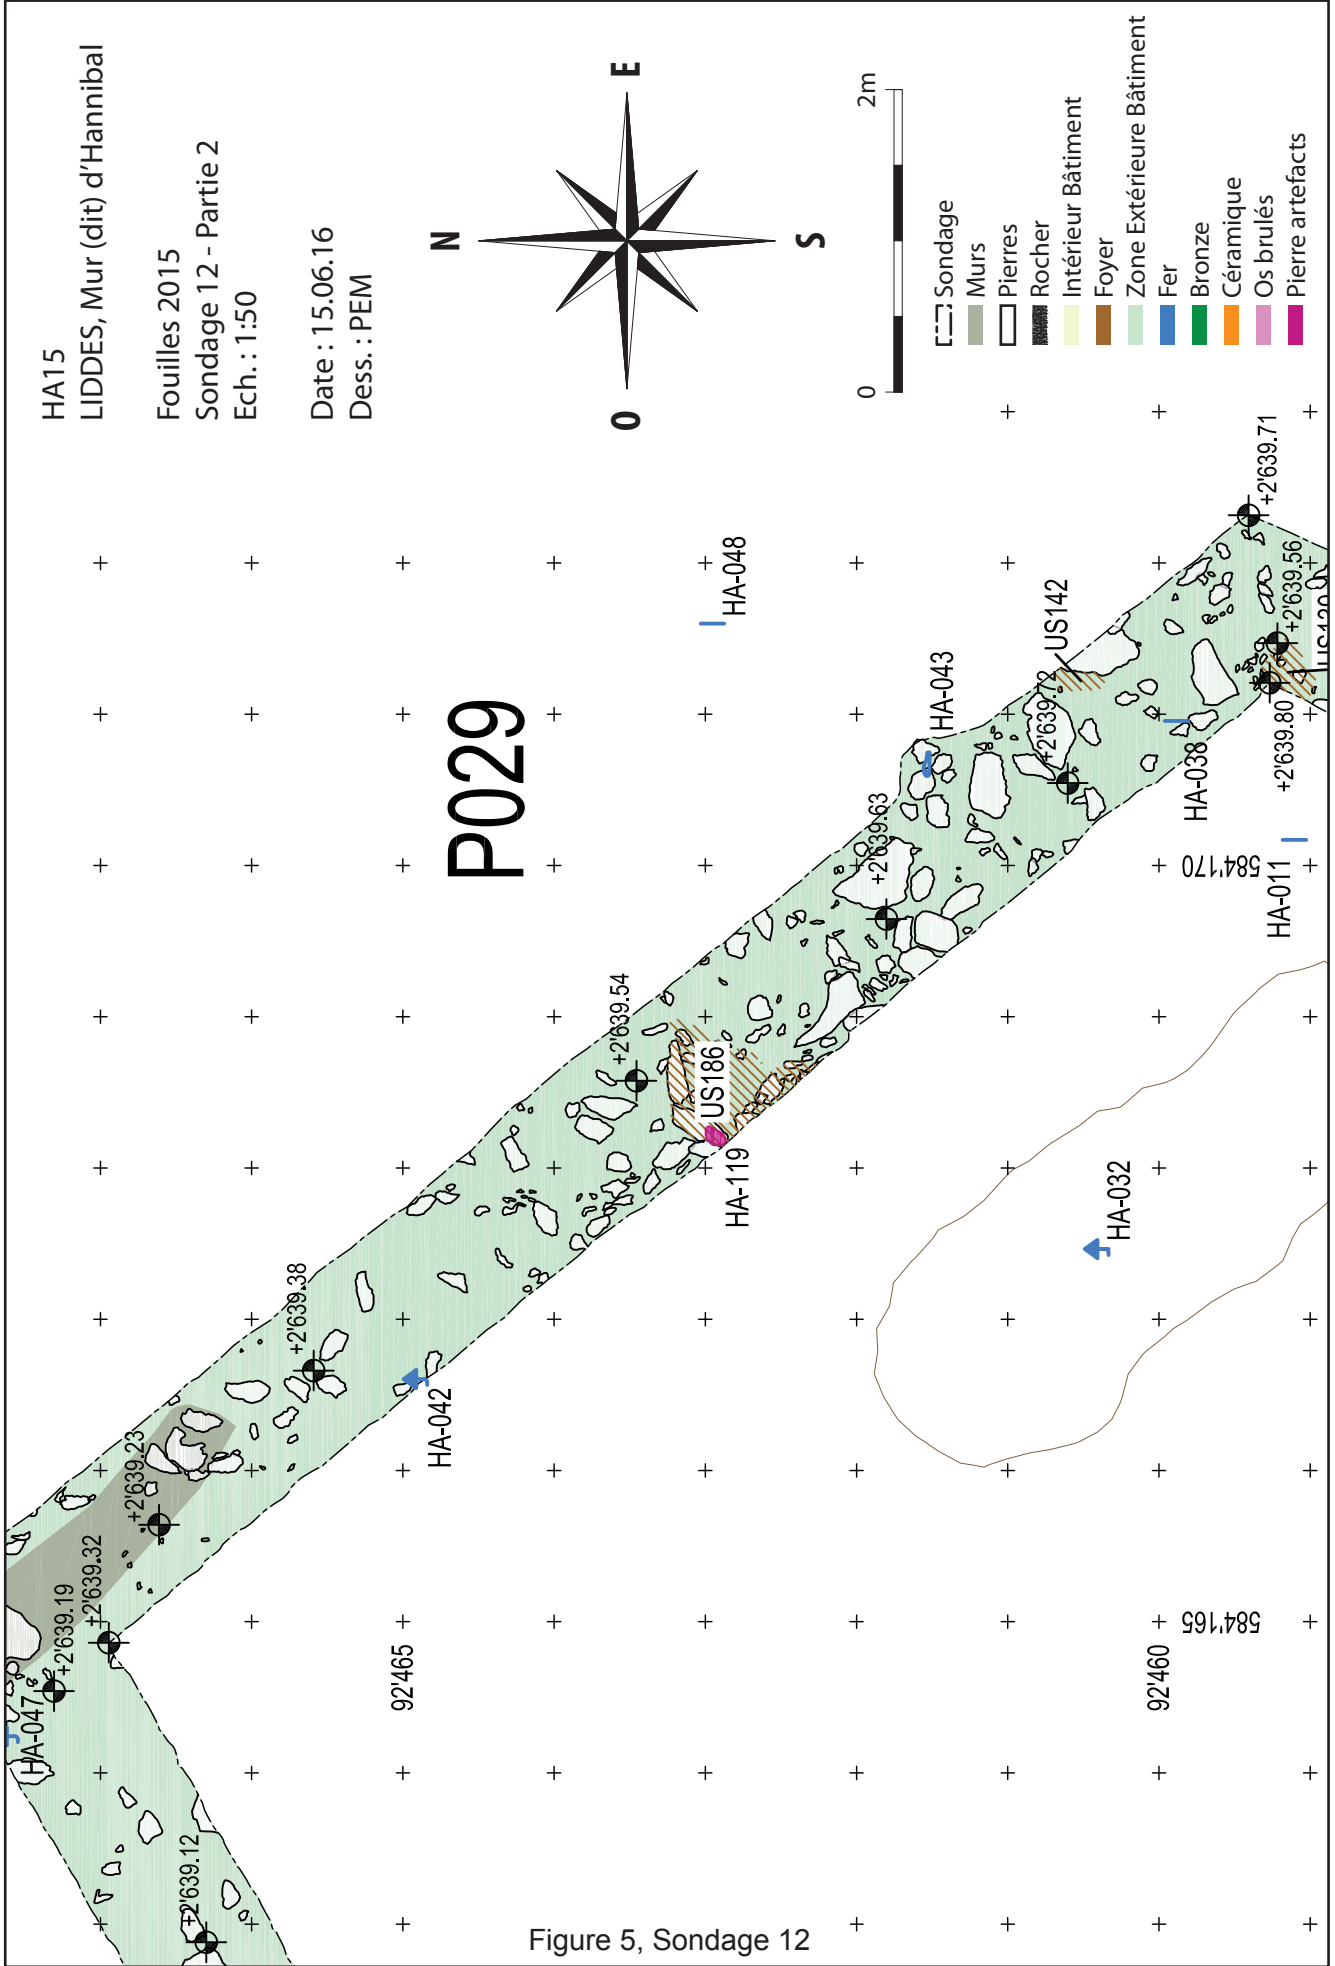 HA15
LIDDES, Mur (dit) d'Hannibal
Fouilles 2015
Sondage 12 - Partie 2
Ech. : 1:50
Date : 15.06.16
Dess. : PEM
N
E
S
O
0
2m
Sondage
Murs
Pierres
Rocher
Intérieur Bâtiment
Foyer
Zone Extérieure Bâtiment
Fer
Bronze
Céramique
Os brulés
Pierre artefacts
P029
HA-047
+2'639.19
+2'639.32
+2'639.23
+2'639.12
+2'639.38
HA-042
92'465
+2'639.54
US186
HA-119
HA-048
+2'639.63
HA-043
+2'639.72
US142
HA-032
92'460
HA-038
584'165
584'170
HA-011
+2'639.80
+2'639.56
+2'639.71
Figure 5, Sondage 12